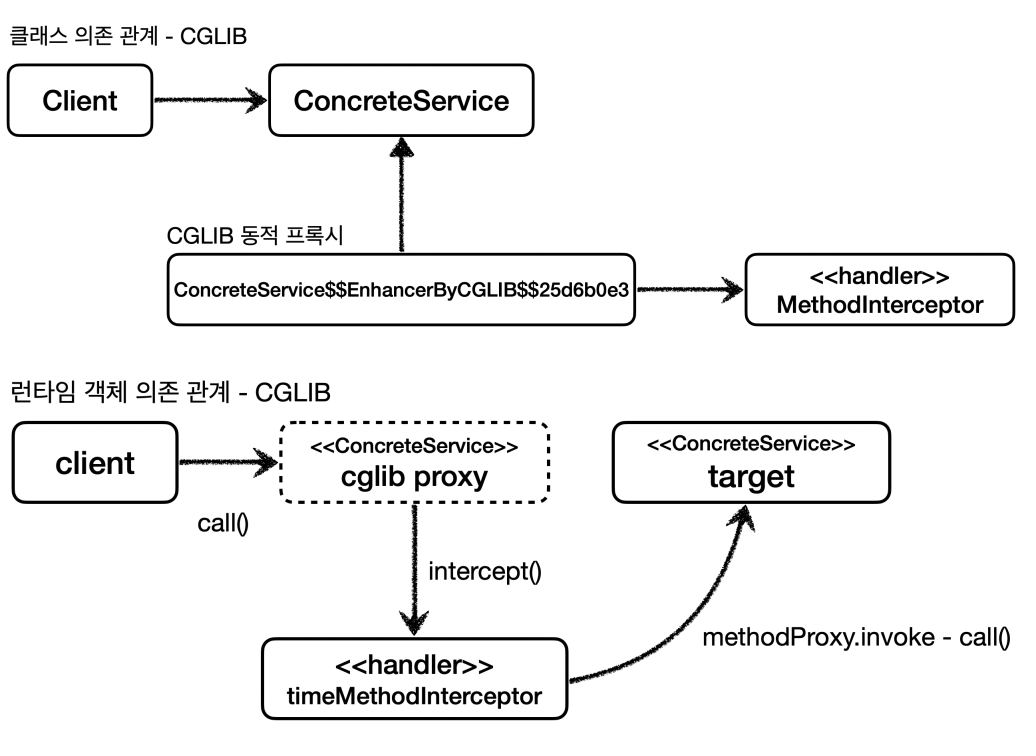 클래스 의존 관계 - CGLIB
Client
ConcreteService
CGLIB 동적 프록시
ConcreteService$$EnhancerByCGLIB$$25d6b0e3
<<handler>>
MethodInterceptor
런타임 객체 의존 관계 - CGLIB
client
<<ConcreteService>>
cglib proxy
<<ConcreteService>>
target
call()
intercept()
methodProxy.invoke - call()
<<handler>>
timeMethodInterceptor